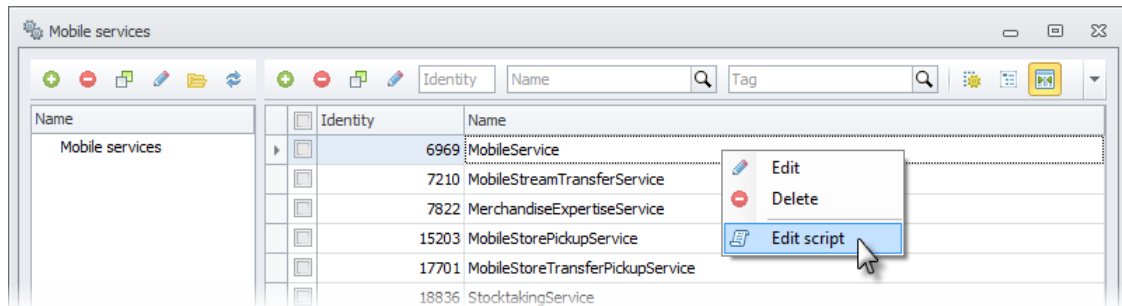 Mobile services
Identity Name Tag
Name
Mobile services
Identity Name
6969 MobileService
7210 MobileStreamTransferService
7822 MerchandiseExpertiseService
15203 MobileStorePickupService
17701 MobileStoreTransferPickupService
18836 StocktakingService
Edit
Delete
Edit script